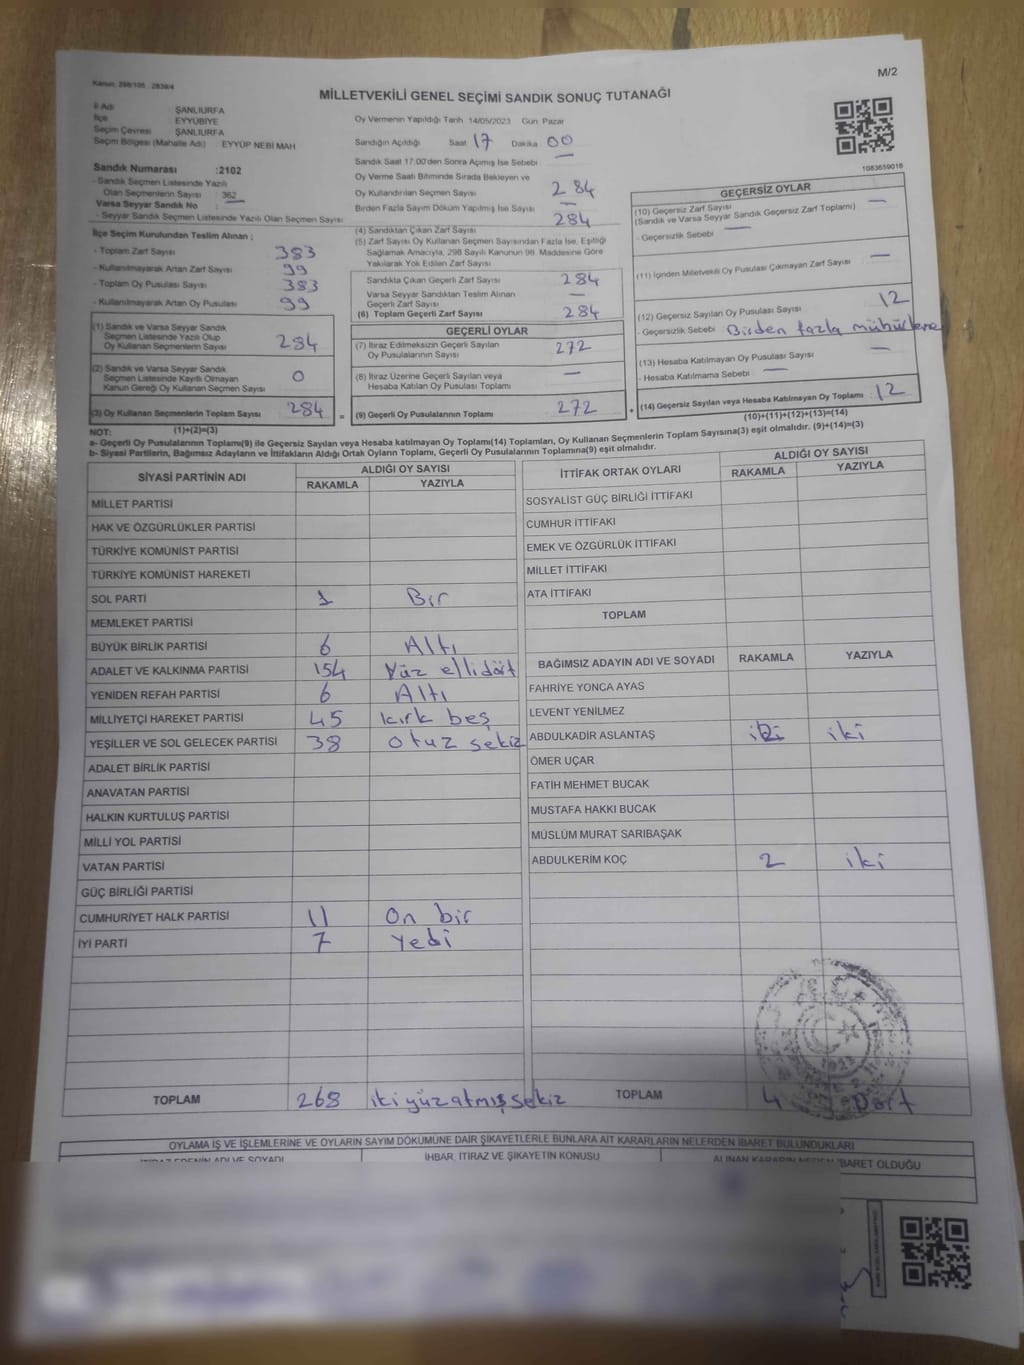 Kanun: 298/105 , 2839/4
M/2
MİLLETVEKİLİ GENEL SEÇİMİ SANDIK SONUÇ TUTANAĞI
İl Adı : ŞANLIURFA
İlçe : EYYÜBİYE
Seçim Çevresi : ŞANLIURFA
Seçim Bölgesi (Mahalle Adı) : EYYÜP NEBİ MAH
Sandık Numarası :2102
- Sandık Seçmen Listesinde Yazılı
Olan Seçmenlerin Sayısı : 362
Varsa Seyyar Sandık No :
- Seyyar Sandık Seçmen Listesinde Yazılı Olan Seçmen Sayısı :
İlçe Seçim Kurulundan Teslim Alınan ;
- Toplam Zarf Sayısı : 383
- Kullanılmayarak Artan Zarf Sayısı : 99
- Toplam Oy Pusulası Sayısı : 383
- Kullanılmayarak Artan Oy Pusulası : 99
(1) Sandık ve Varsa Seyyar Sandık
Seçmen Listesinde Yazılı Olup
Oy Kullanan Seçmenlerin Sayısı : 284
(2) Sandık ve Varsa Seyyar Sandık
Seçmen Listesinde Kayıtlı Olmayan
Kanun Gereği Oy Kullanan Seçmen Sayısı : 0
(3) Oy Kullanan Seçmenlerin Toplam Sayısı : 284
(1)+(2)=(3)
Oy Vermenin Yapıldığı Tarih 14/05/2023 Gün Pazar
Sandığın Açıldığı Saat 17 Dakika 00
Sandık Saat 17:00'den Sonra Açılmış İse Sebebi : —
Oy Verme Saati Bitiminde Sırada Bekleyen ve
Oy Kullandırılan Seçmen Sayısı : 284
Birden Fazla Sayım Döküm Yapılmış İse Sayısı : —
(4) Sandıktan Çıkan Zarf Sayısı : 284
(5) Zarf Sayısı Oy Kullanan Seçmen Sayısından Fazla İse, Eşitliği
Sağlamak Amacıyla, 298 Sayılı Kanunun 98. Maddesine Göre
Yakılarak Yok Edilen Zarf Sayısı
Sandıkta Çıkan Geçerli Zarf Sayısı : 284
Varsa Seyyar Sandıktan Teslim Alınan
Geçerli Zarf Sayısı : —
(6) Toplam Geçerli Zarf Sayısı : 284
GEÇERLİ OYLAR
(7) İtiraz Edilmeksizin Geçerli Sayılan
Oy Pusulalarının Sayısı : 272
(8) İtiraz Üzerine Geçerli Sayılan veya
Hesaba Katılan Oy Pusulası Toplamı : —
= (9) Geçerli Oy Pusulalarının Toplamı : 272
1083659018
GEÇERSİZ OYLAR
(10) Geçersiz Zarf Sayısı : —
(Sandık ve Varsa Seyyar Sandık Geçersiz Zarf Toplamı)
- Geçersizlik Sebebi : —
(11) İçinden Milletvekili Oy Pusulası Çıkmayan Zarf Sayısı : —
(12) Geçersiz Sayılan Oy Pusulası Sayısı : 12
- Geçersizlik Sebebi : Birden fazla mühürleme
(13) Hesaba Katılmayan Oy Pusulası Sayısı : —
- Hesaba Katılmama Sebebi : —
+ (14) Geçersiz Sayılan veya Hesaba Katılmayan Oy Toplamı : 12
(10)+(11)+(12)+(13)=(14)
NOT:
a- Geçerli Oy Pusulalarının Toplamı(9) ile Geçersiz Sayılan veya Hesaba katılmayan Oy Toplamı(14) Toplamları, Oy Kullanan Seçmenlerin Toplam Sayısına(3) eşit olmalıdır. (9)+(14)=(3)
b- Siyasi Partilerin, Bağımsız Adayların ve İttifakların Aldığı Ortak Oyların Toplamı, Geçerli Oy Pusulalarının Toplamına(9) eşit olmalıdır.
SİYASİ PARTİNİN ADI ALDIĞI OY SAYISI
RAKAMLA YAZIYLA
MİLLET PARTİSİ
HAK VE ÖZGÜRLÜKLER PARTİSİ
TÜRKİYE KOMÜNİST PARTİSİ
TÜRKİYE KOMÜNİST HAREKETİ
SOL PARTİ 1 Bir
MEMLEKET PARTİSİ
BÜYÜK BİRLİK PARTİSİ 6 Altı
ADALET VE KALKINMA PARTİSİ 154 Yüz ellidört
YENİDEN REFAH PARTİSİ 6 Altı
MİLLİYETÇİ HAREKET PARTİSİ 45 kırk beş
YEŞİLLER VE SOL GELECEK PARTİSİ 38 otuz sekiz
ADALET BİRLİK PARTİSİ
ANAVATAN PARTİSİ
HALKIN KURTULUŞ PARTİSİ
MİLLİ YOL PARTİSİ
VATAN PARTİSİ
GÜÇ BİRLİĞİ PARTİSİ
CUMHURİYET HALK PARTİSİ 11 On bir
İYİ PARTİ 7 Yedi
TOPLAM 268 ikiyüzatmışsekiz
İTTİFAK ORTAK OYLARI ALDIĞI OY SAYISI
RAKAMLA YAZIYLA
SOSYALİST GÜÇ BİRLİĞİ İTTİFAKI
CUMHUR İTTİFAKI
EMEK VE ÖZGÜRLÜK İTTİFAKI
MİLLET İTTİFAKI
ATA İTTİFAKI
TOPLAM
BAĞIMSIZ ADAYIN ADI VE SOYADI RAKAMLA YAZIYLA
FAHRİYE YONCA AYAS
LEVENT YENİLMEZ
ABDULKADİR ASLANTAŞ 2 iki
ÖMER UÇAR
FATİH MEHMET BUCAK
MUSTAFA HAKKI BUCAK
MÜSLÜM MURAT SARIBAŞAK
ABDULKERİM KOÇ 2 iki
TOPLAM 4 Dört
OYLAMA İŞ VE İŞLEMLERİNE VE OYLARIN SAYIM DÖKÜMÜNE DAİR ŞİKAYETLERLE BUNLARA AİT KARARLARIN NELERDEN İBARET BULUNDUKLARI
İHBAR, İTİRAZ VE ŞİKAYETİN KONUSU
ALINAN KARARIN NEDEN İBARET OLDUĞU